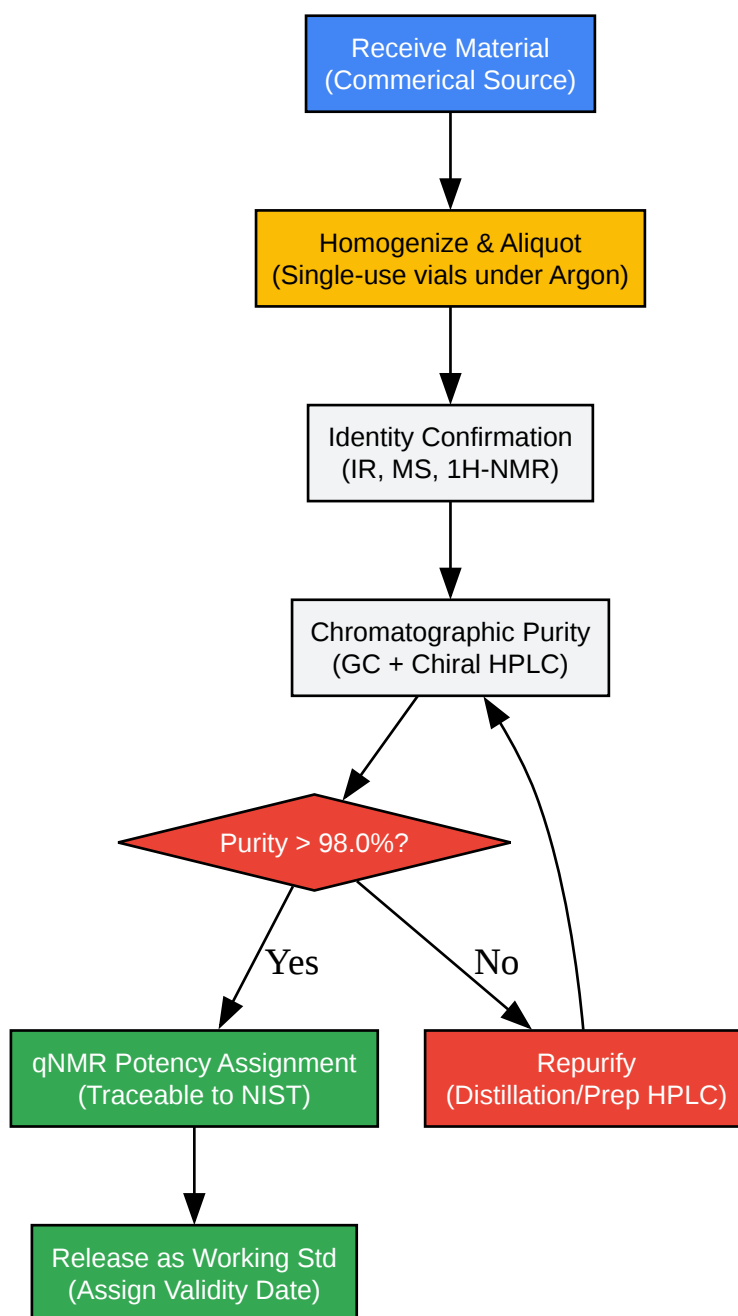 Receive Material
(Commerical Source)
Homogenize & Aliquot
(Single-use vials under Argon)
Identity Confirmation
(IR, MS, 1H-NMR)
Chromatographic Purity
(GC + Chiral HPLC)
Purity > 98.0%?
Yes
No
qNMR Potency Assignment
(Traceable to NIST)
Repurify
(Distillation/Prep HPLC)
Release as Working Std
(Assign Validity Date)